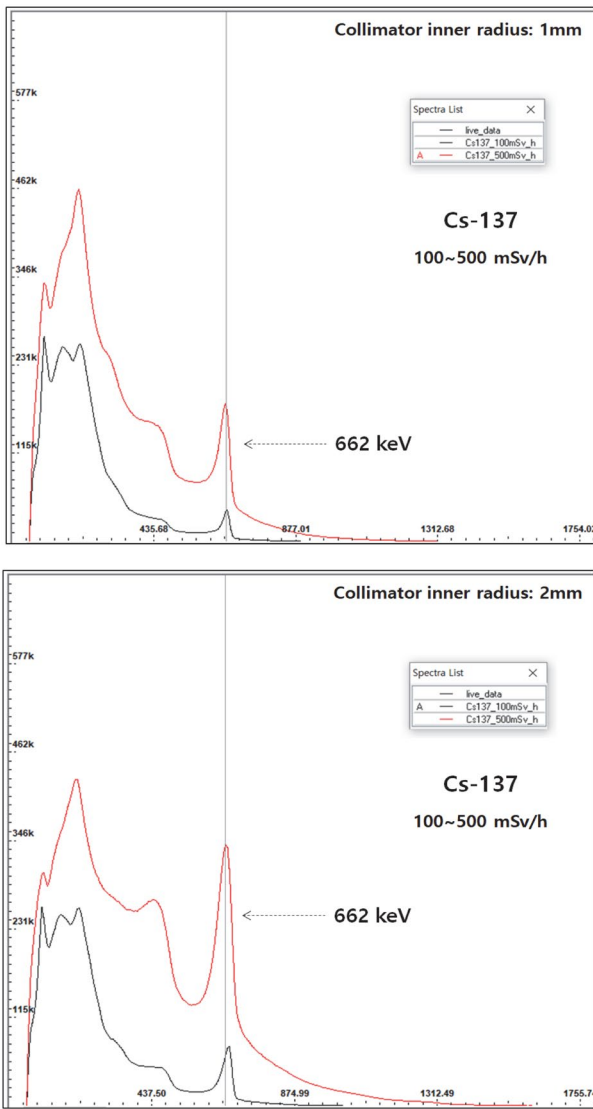 Collimator inner radius: 1mm
577k
Spectra List
live_data
Cs137_100mSv_h
A Cs137_500mSv_h
462k
Cs-137
100~500 mSv/h
346k
231k
115k
662 keV
435.68 877.01 1312.68 1754.02
Collimator inner radius: 2mm
577k
Spectra List
live_data
A Cs137_100mSv_h
Cs137_500mSv_h
462k
Cs-137
100~500 mSv/h
346k
231k
662 keV
115k
437.50 874.99 1312.49